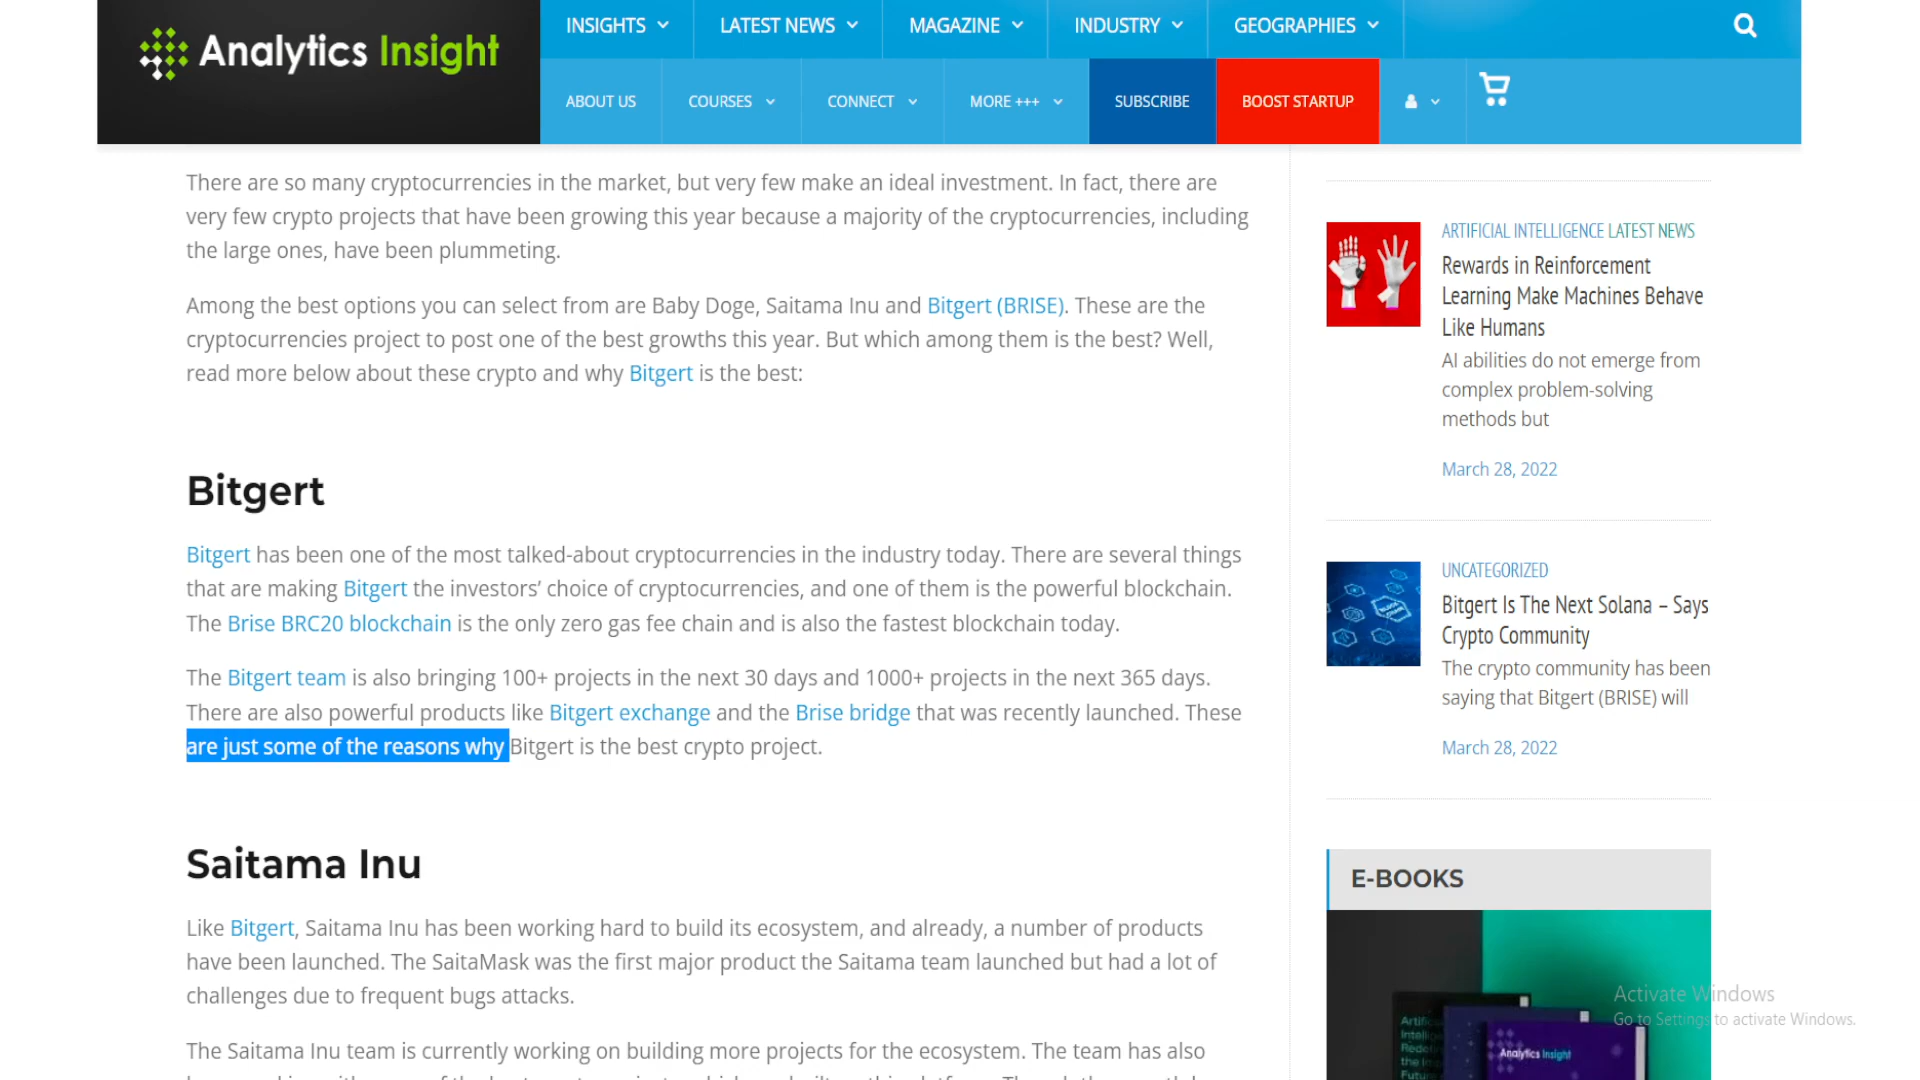 Analytics Insight
INSIGHTS
LATEST NEWS
MAGAZINE
INDUSTRY
GEOGRAPHIES
ABOUT US
COURSES
CONNECT
MORE +++
SUBSCRIBE
BOOST STARTUP
There are so many cryptocurrencies in the market, but very few make an ideal investment. In fact, there are
very few crypto projects that have been growing this year because a majority of the cryptocurrencies, including
the large ones, have been plummeting.
Among the best options you can select from are Baby Doge, Saitama Inu and Bitgert (BRISE). These are the
cryptocurrencies project to post one of the best growths this year. But which among them is the best? Well,
read more below about these crypto and why Bitgert is the best:
Bitgert
Bitgert has been one of the most talked-about cryptocurrencies in the industry today. There are several things
that are making Bitgert the investors’ choice of cryptocurrencies, and one of them is the powerful blockchain.
The Brise BRC20 blockchain is the only zero gas fee chain and is also the fastest blockchain today.
The Bitgert team is also bringing 100+ projects in the next 30 days and 1000+ projects in the next 365 days.
There are also powerful products like Bitgert exchange and the Brise bridge that was recently launched. These
are just some of the reasons why Bitgert is the best crypto project.
Saitama Inu
Like Bitgert, Saitama Inu has been working hard to build its ecosystem, and already, a number of products
have been launched. The SaitaMask was the first major product the Saitama team launched but had a lot of
challenges due to frequent bugs attacks.
The Saitama Inu team is currently working on building more projects for the ecosystem. The team has also
ARTIFICIAL INTELLIGENCE LATEST NEWS
Rewards in Reinforcement
Learning Make Machines Behave
Like Humans
AI abilities do not emerge from
complex problem-solving
methods but
March 28, 2022
UNCATEGORIZED
Bitgert Is The Next Solana – Says
Crypto Community
The crypto community has been
saying that Bitgert (BRISE) will
March 28, 2022
E-BOOKS
Analytics Insight
Activate Windows
Go to Settings to activate Windows.